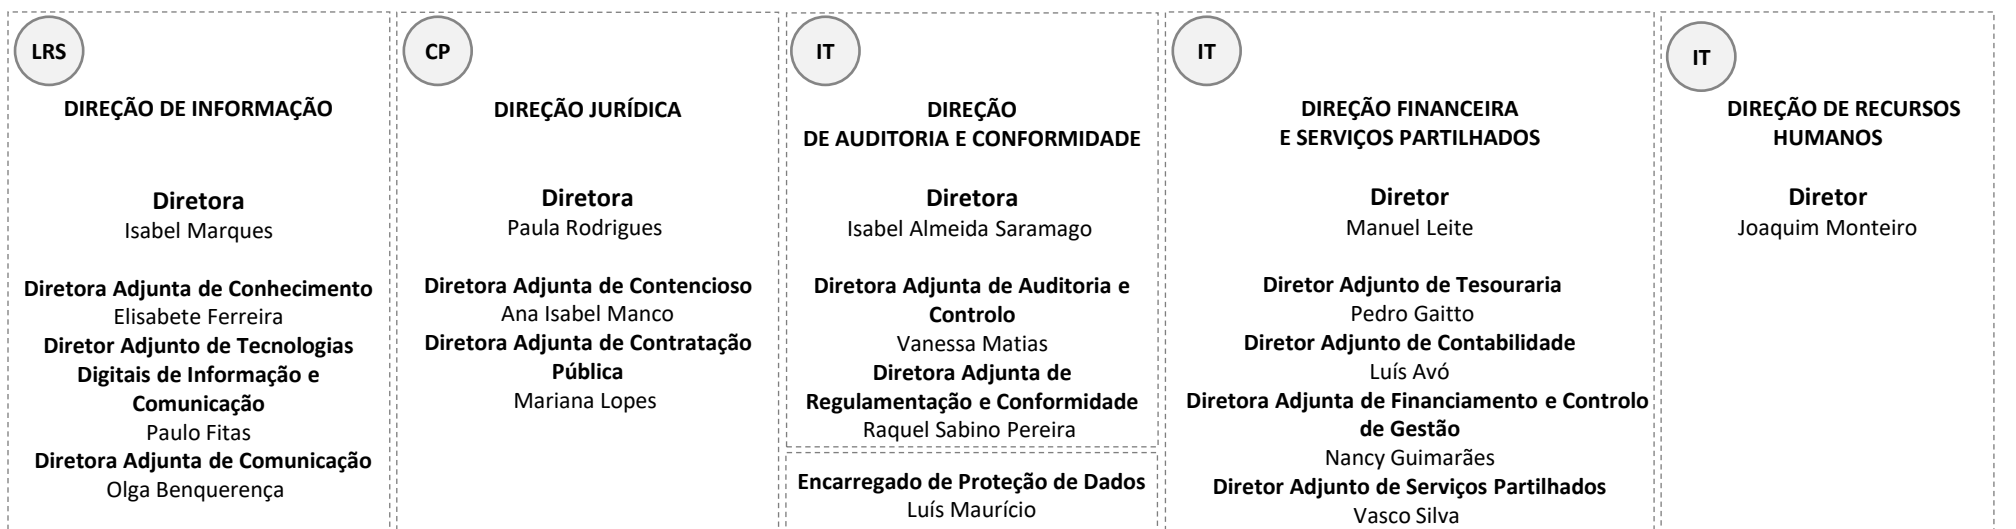 LRS
DIREÇÃO DE INFORMAÇÃO
Diretora
Isabel Marques
Diretora Adjunta de Conhecimento
Elisabete Ferreira
Diretor Adjunto de Tecnologias
Digitais de Informação e
Comunicação
Paulo Fitas
Diretora Adjunta de Comunicação
Olga Benquerença
CP
DIREÇÃO JURÍDICA
Diretora
Paula Rodrigues
Diretora Adjunta de Contencioso
Ana Isabel Manco
Diretora Adjunta de Contratação
Pública
Mariana Lopes
IT
DIREÇÃO
DE AUDITORIA E CONFORMIDADE
Diretora
Isabel Almeida Saramago
Diretora Adjunta de Auditoria e
Controlo
Vanessa Matias
Diretora Adjunta de
Regulamentação e Conformidade
Raquel Sabino Pereira
Encarregado de Proteção de Dados
Luís Maurício
IT
DIREÇÃO FINANCEIRA
E SERVIÇOS PARTILHADOS
Diretor
Manuel Leite
Diretor Adjunto de Tesouraria
Pedro Gaitto
Diretor Adjunto de Contabilidade
Luís Avó
Diretora Adjunta de Financiamento e Controlo
de Gestão
Nancy Guimarães
Diretor Adjunto de Serviços Partilhados
Vasco Silva
IT
DIREÇÃO DE RECURSOS
HUMANOS
Diretor
Joaquim Monteiro